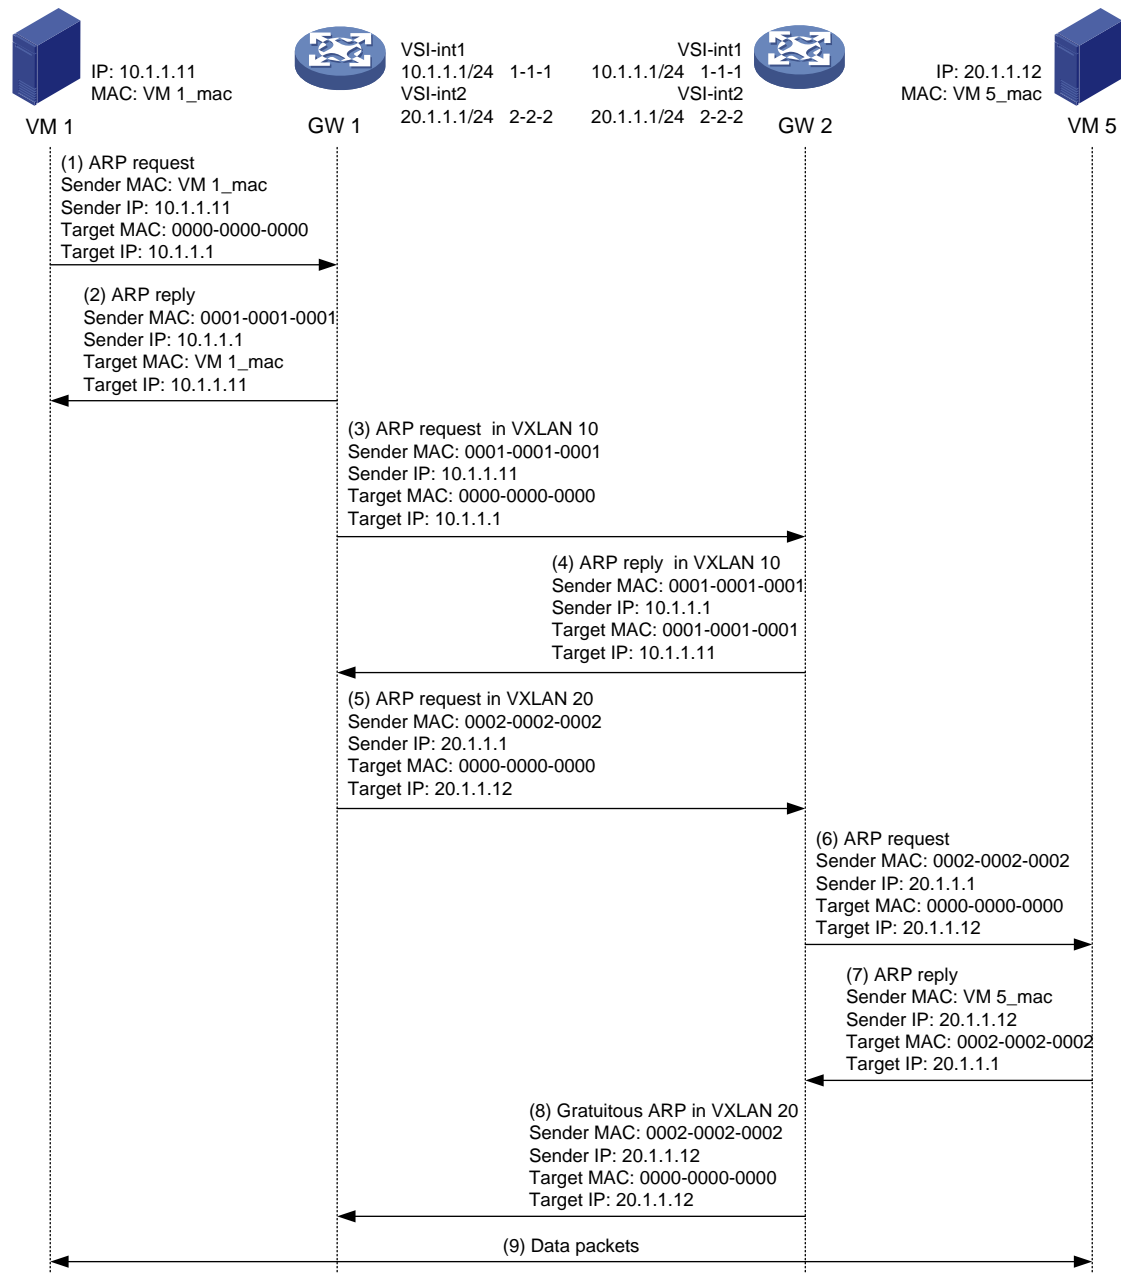 IP: 10.1.1.11
MAC: VM 1_mac
VM 1
GW 1
VSI-int1
10.1.1.1/24 1-1-1
VSI-int2
20.1.1.1/24 2-2-2
VSI-int1
10.1.1.1/24 1-1-1
VSI-int2
20.1.1.1/24 2-2-2
GW 2
IP: 20.1.1.12
MAC: VM 5_mac
VM 5
(1) ARP request
Sender MAC: VM 1_mac
Sender IP: 10.1.1.11
Target MAC: 0000-0000-0000
Target IP: 10.1.1.1
(2) ARP reply
Sender MAC: 0001-0001-0001
Sender IP: 10.1.1.1
Target MAC: VM 1_mac
Target IP: 10.1.1.11
(3) ARP request in VXLAN 10
Sender MAC: 0001-0001-0001
Sender IP: 10.1.1.11
Target MAC: 0000-0000-0000
Target IP: 10.1.1.1
(4) ARP reply in VXLAN 10
Sender MAC: 0001-0001-0001
Sender IP: 10.1.1.1
Target MAC: 0001-0001-0001
Target IP: 10.1.1.11
(5) ARP request in VXLAN 20
Sender MAC: 0002-0002-0002
Sender IP: 20.1.1.1
Target MAC: 0000-0000-0000
Target IP: 20.1.1.12
(6) ARP request
Sender MAC: 0002-0002-0002
Sender IP: 20.1.1.1
Target MAC: 0000-0000-0000
Target IP: 20.1.1.12
(7) ARP reply
Sender MAC: VM 5_mac
Sender IP: 20.1.1.12
Target MAC: 0002-0002-0002
Target IP: 20.1.1.1
(8) Gratuitous ARP in VXLAN 20
Sender MAC: 0002-0002-0002
Sender IP: 20.1.1.12
Target MAC: 0000-0000-0000
Target IP: 20.1.1.12
(9) Data packets